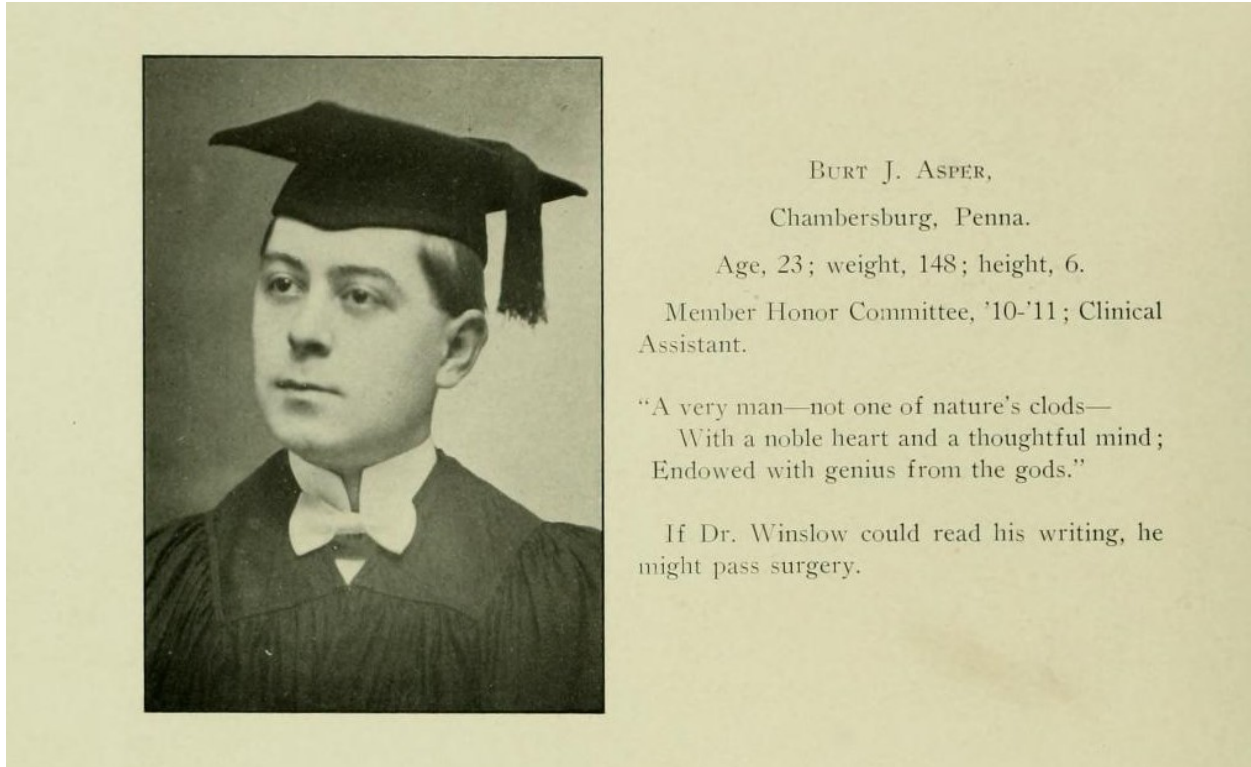 BURT J. ASPER,
Chambersburg, Penna.
Age, 23; weight, 148; height, 6.
Member Honor Committee, '10-'11; Clinical
Assistant.
“A very man—not one of nature's clods—
With a noble heart and a thoughtful mind;
Endowed with genius from the gods.”
If Dr. Winslow could read his writing, he
might pass surgery.